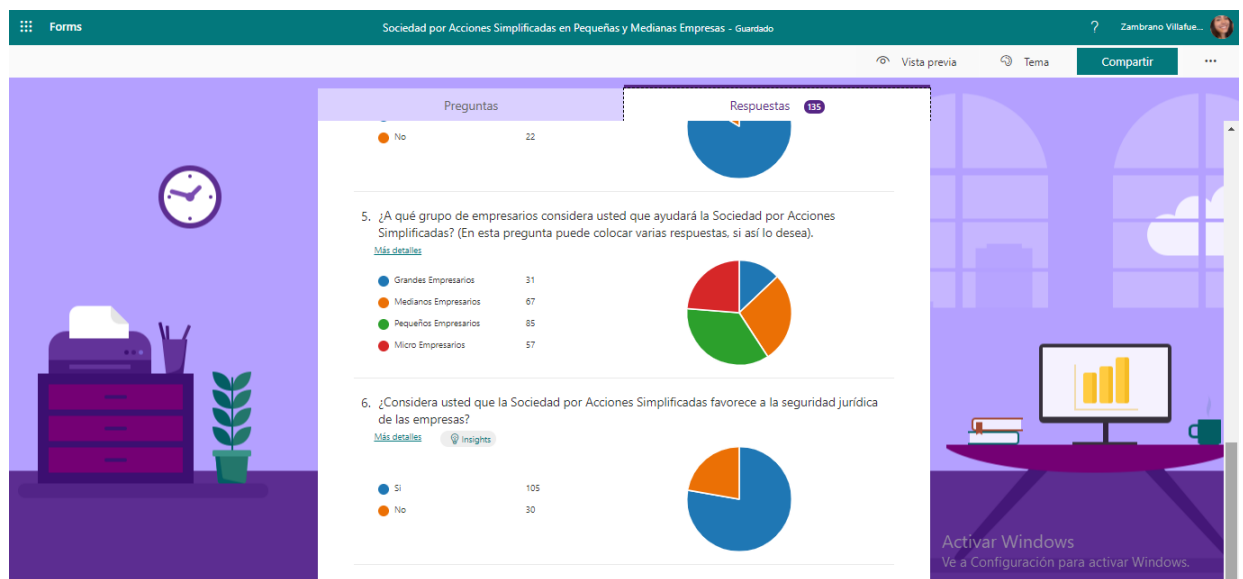 Forms
Sociedad por Acciones Simplificadas en Pequeñas y Medianas Empresas - Guardado
? Zambrano Villafue...
Vista previa
Tema
Compartir
...
Preguntas
Respuestas 135
No 22
5. ¿A qué grupo de empresarios considera usted que ayudará la Sociedad por Acciones
Simplificadas? (En esta pregunta puede colocar varias respuestas, si así lo desea).
Más detalles
Grandes Empresarios 31
Medianos Empresarios 67
Pequeños Empresarios 85
Micro Empresarios 57
6. ¿Considera usted que la Sociedad por Acciones Simplificadas favorece a la seguridad jurídica
de las empresas?
Más detalles
Insights
Si 105
No 30
Activar Windows
Ve a Configuración para activar Windows.